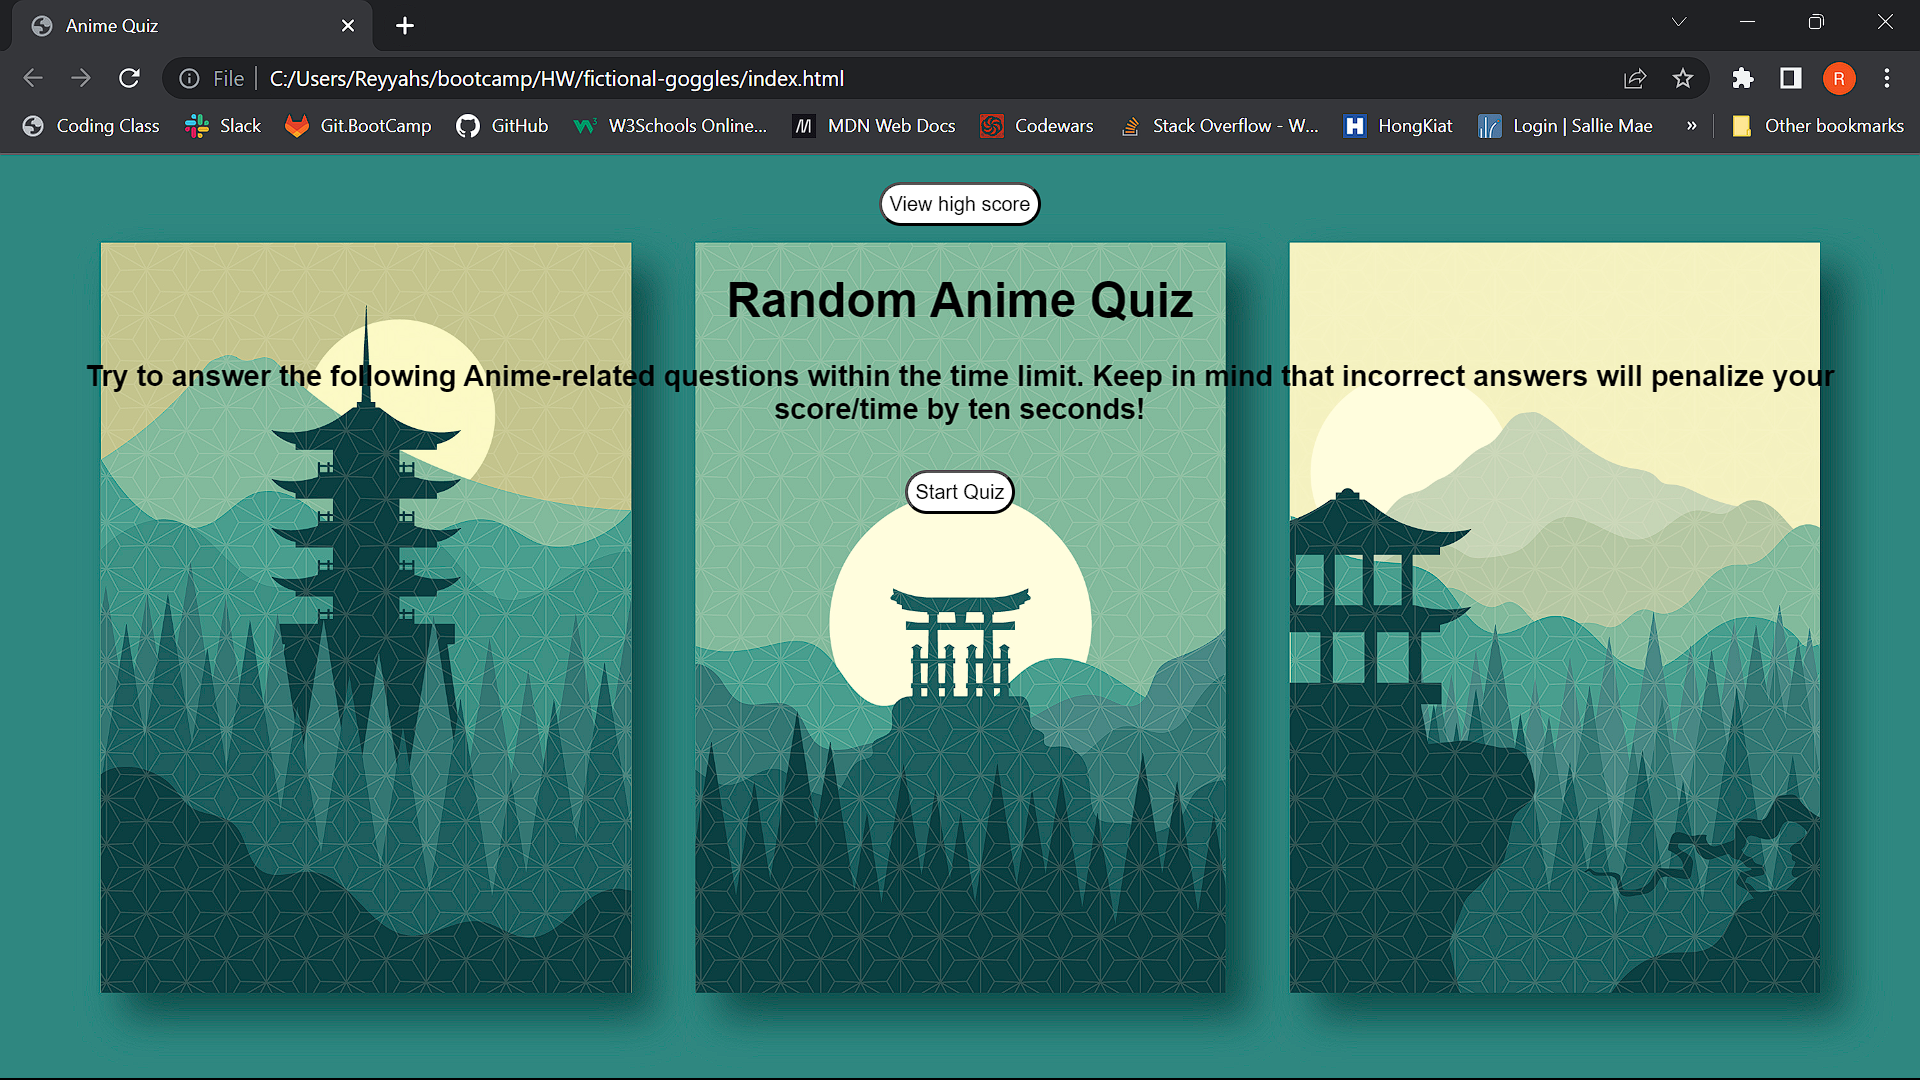 Anime Quiz
File C:/Users/Reyyahs/bootcamp/HW/fictional-goggles/index.html R
Coding Class Slack Git.BootCamp GitHub W3Schools Online... MDN Web Docs Codewars Stack Overflow - W... HongKiat Login | Sallie Mae » Other bookmarks
View high score
Random Anime Quiz
Try to answer the following Anime-related questions within the time limit. Keep in mind that incorrect answers will penalize your
score/time by ten seconds!
Start Quiz